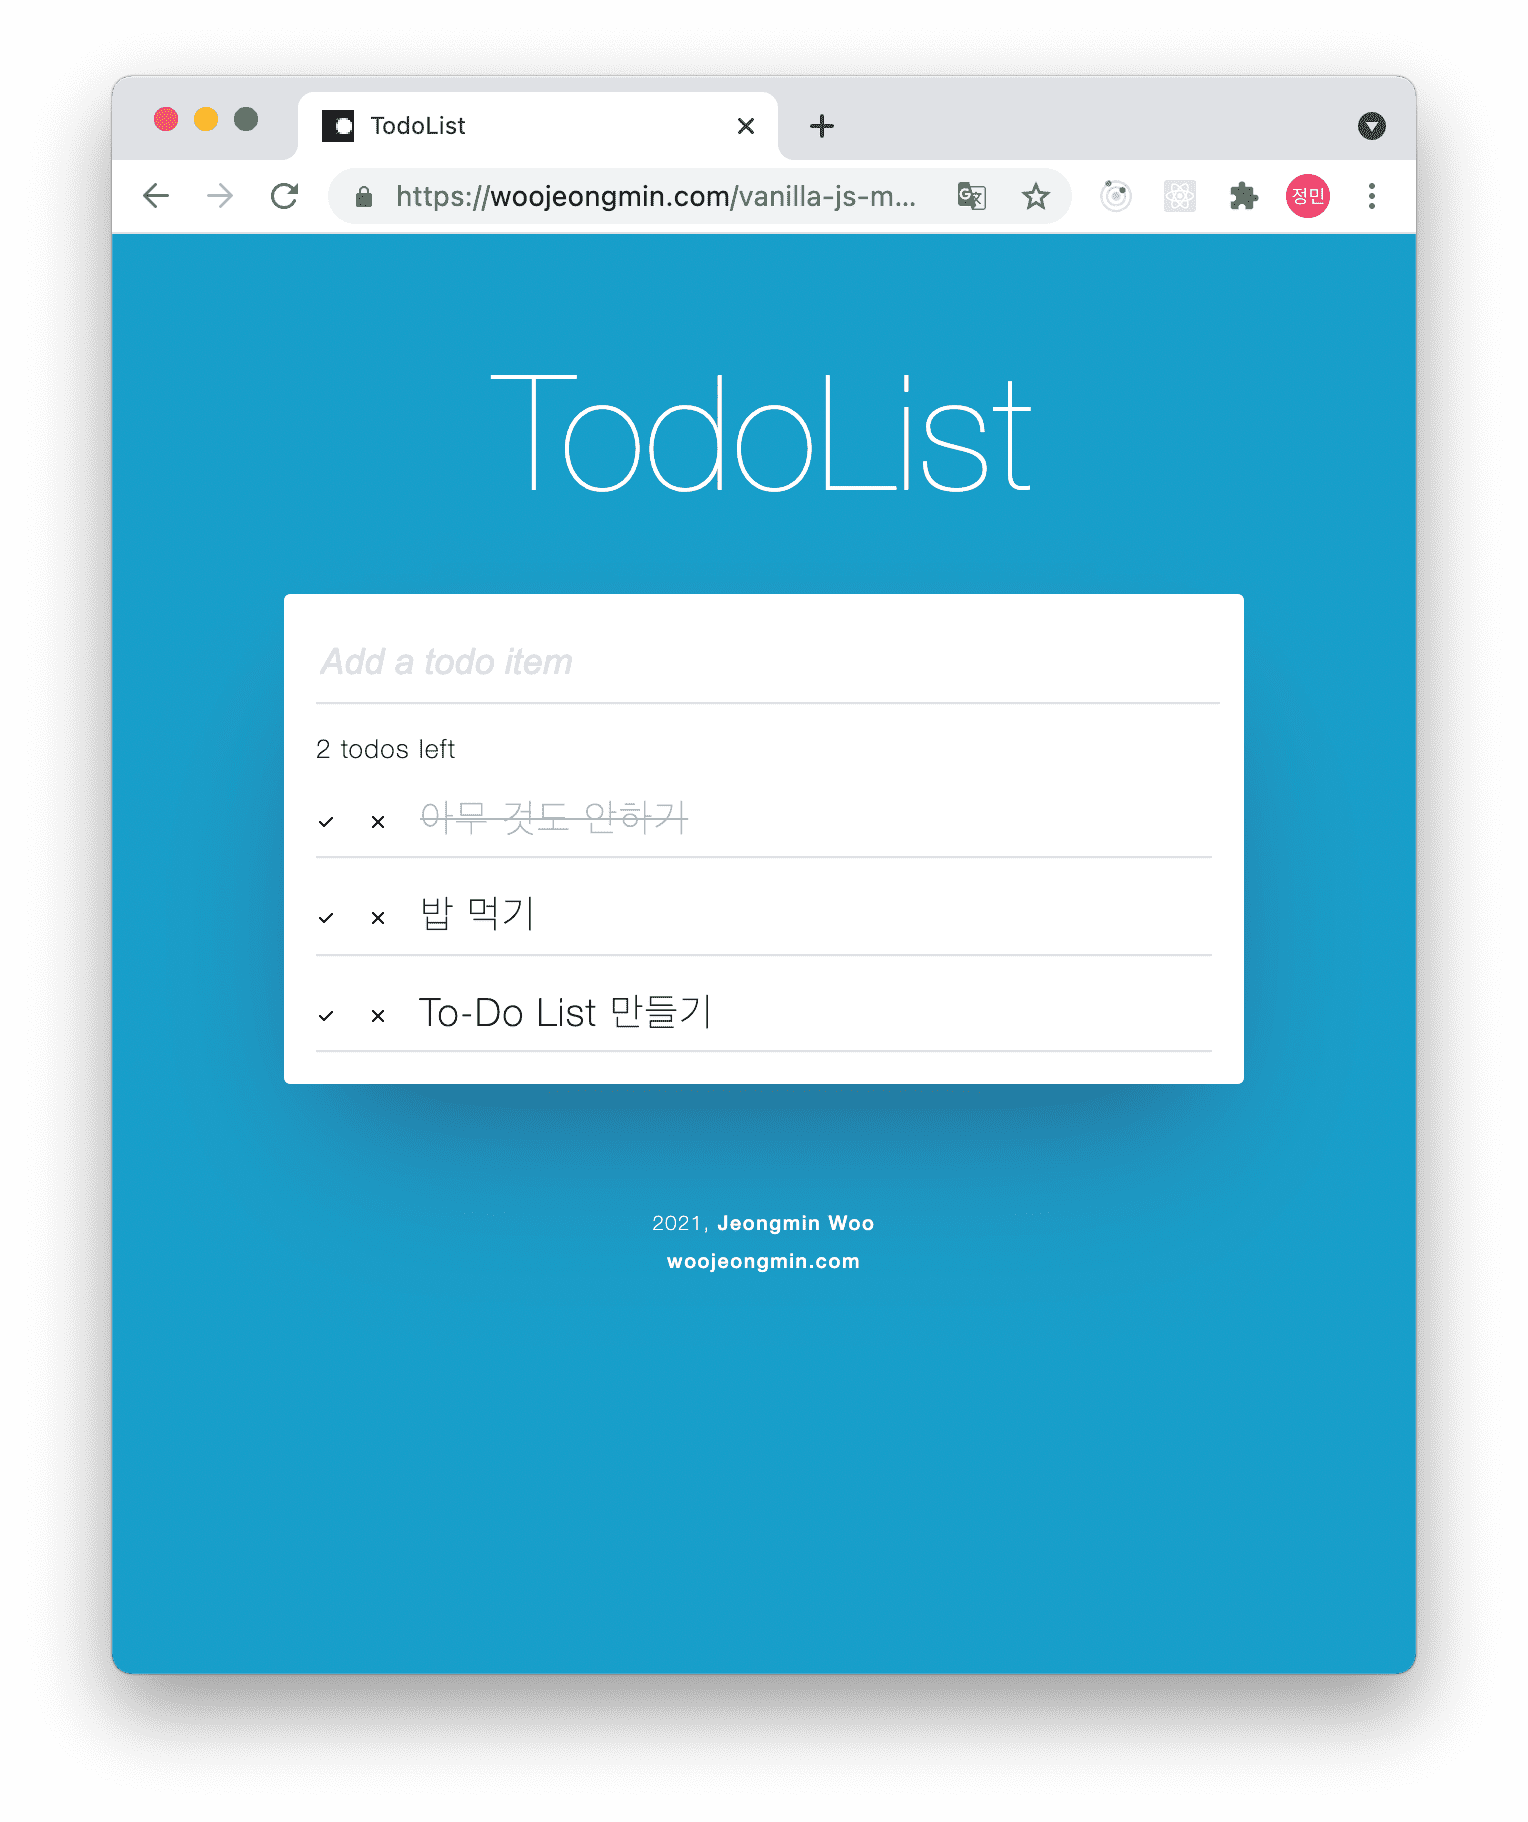 TodoList
https://woojeongmin.com/vanilla-js-m...
정민
TodoList
Add a todo item
2 todos left
아무 것도 안하기
밥 먹기
To-Do List 만들기
2021, Jeongmin Woo
woojeongmin.com